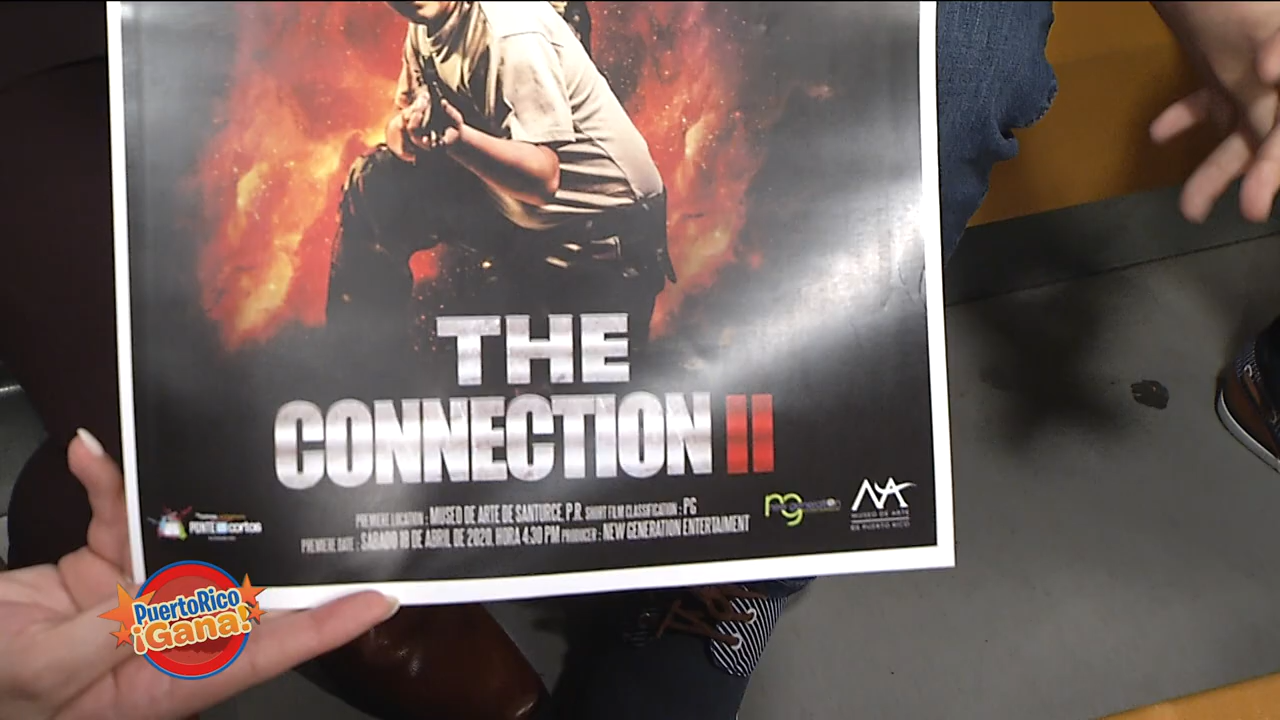 THE
CONNECTION II
PREMIERE LOCATION : MUSEO DE ARTE DE SANTURCE, P.R. SHORT FILM CLASSIFICATION : PG
PREMIERE DATE : SABADO 18 DE ABRIL DE 2020, HORA 4:30 PM PRODUCER : NEW GENERATION ENTERTAIMENT
PONTE
cortos
ng
MUSEO DE ARTE
DE PUERTO RICO
PuertoRico
¡Gana!